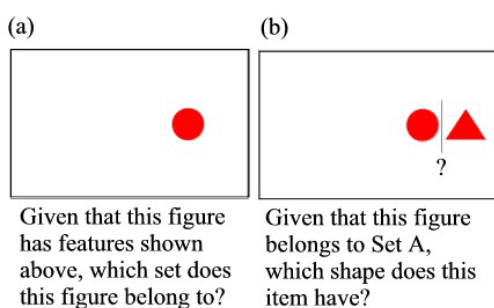 (a)
(b)
?
Given that this figure
has features shown
above, which set does
this figure belong to?
Given that this figure
belongs to Set A,
which shape does this
item have?